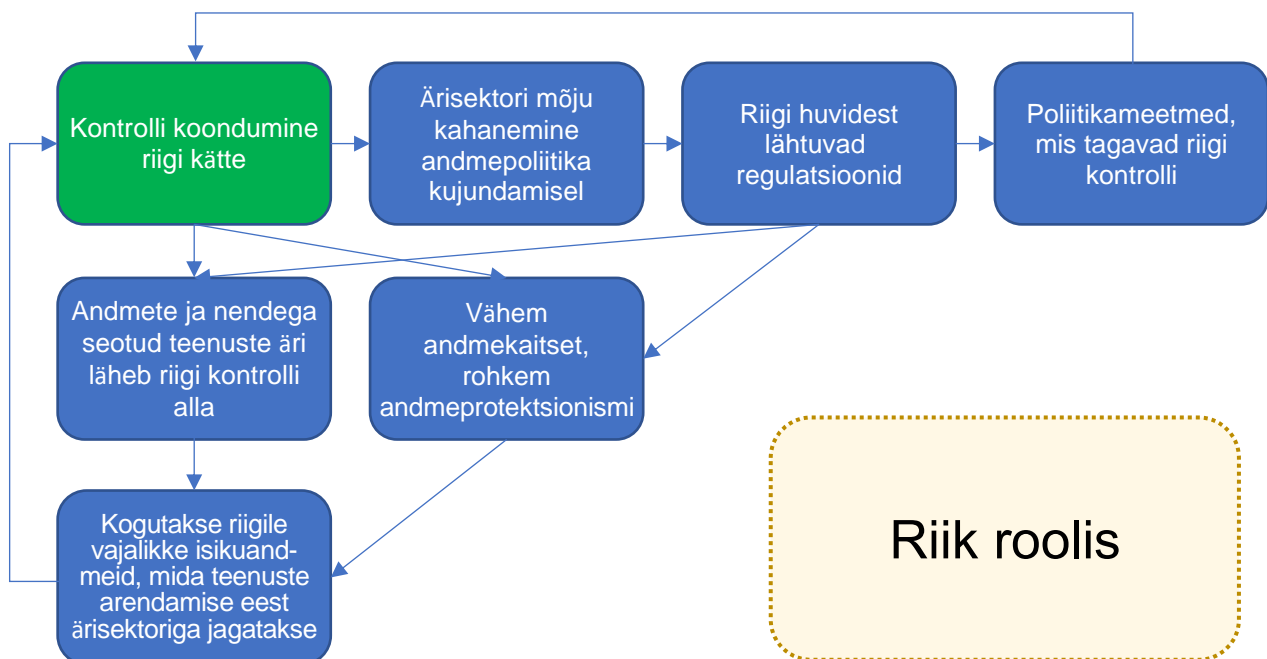 Kontrolli koondumine
riigi kätte
Ärisektori mõju
kahanemine
andmepoliitika
kujundamisel
Riigi huvidest
lähtuvad
regulatsioonid
Poliitikameetmed,
mis tagavad riigi
kontrolli
Andmete ja nendega
seotud teenuste äri
läheb riigi kontrolli
alla
Vähem
andmekaitset,
rohkem
andmeprotektsionismi
Kogutakse riigile
vajalikke isikuand-
meid, mida teenuste
arendamise eest
ärisektoriga jagatakse
Riik roolis